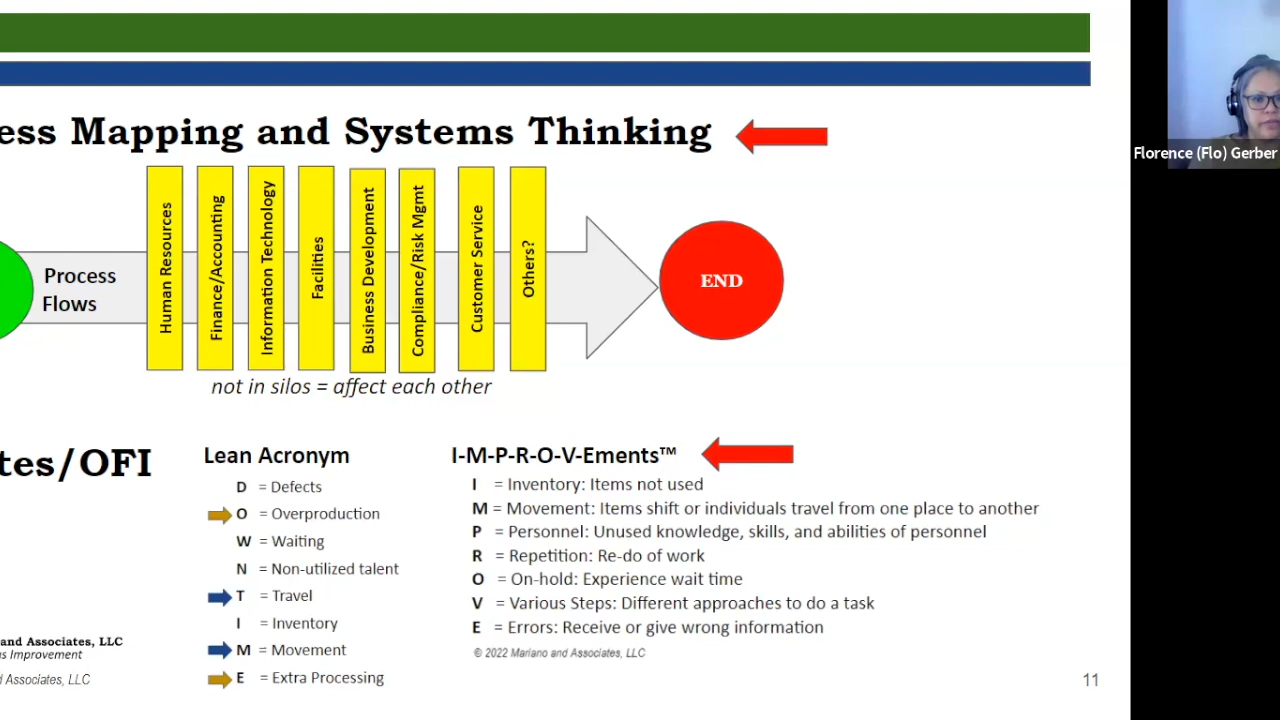 ess Mapping and Systems Thinking
Florence (Flo) Gerber
Process
Flows
Human Resources
Finance/Accounting
Information Technology
Facilities
Business Development
Compliance/Risk Mgmt
Customer Service
Others?
END
not in silos = affect each other
tes/OFI
Lean Acronym
D = Defects
O = Overproduction
W = Waiting
N = Non-utilized talent
T = Travel
I = Inventory
M = Movement
E = Extra Processing
I-M-P-R-O-V-Ements™
I = Inventory: Items not used
M = Movement: Items shift or individuals travel from one place to another
P = Personnel: Unused knowledge, skills, and abilities of personnel
R = Repetition: Re-do of work
O = On-hold: Experience wait time
V = Various Steps: Different approaches to do a task
E = Errors: Receive or give wrong information
© 2022 Mariano and Associates, LLC
and Associates, LLC
ns Improvement
d Associates, LLC
11